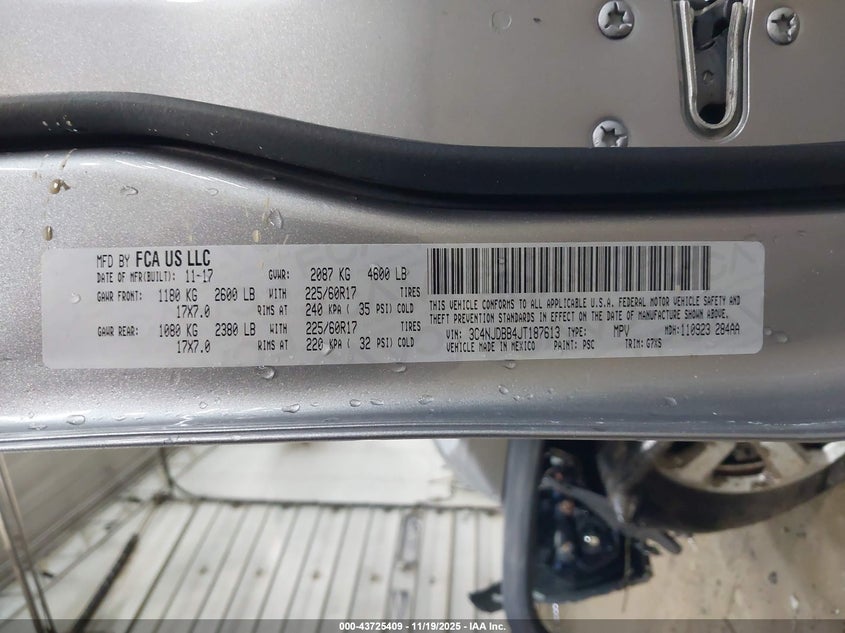 MFD BY FCA US LLC
DATE OF MFR(BUILT): 11-17 GVWR: 2087 KG 4600 LB
GAWR FRONT: 1180 KG 2600 LB WITH 225/60R17 TIRES
17X7.0 RIMS AT 240 KPA ( 35 PSI) COLD
GAWR REAR: 1080 KG 2380 LB WITH 225/60R17 TIRES
17X7.0 RIMS AT 220 KPA ( 32 PSI) COLD
THIS VEHICLE CONFORMS TO ALL APPLICABLE U.S.A. FEDERAL MOTOR VEHICLE SAFETY AND
THEFT PREVENTION STANDARDS IN EFFECT ON THE DATE OF MANUFACTURE SHOWN ABOVE
VIN: 3C4NJDBB4JT187613 TYPE: MPV MDH:110923 284AA
VEHICLE MADE IN MEXICO PAINT: PSC TRIM: G7XS
000-43725409 - 11/19/2025 - IAA Inc.